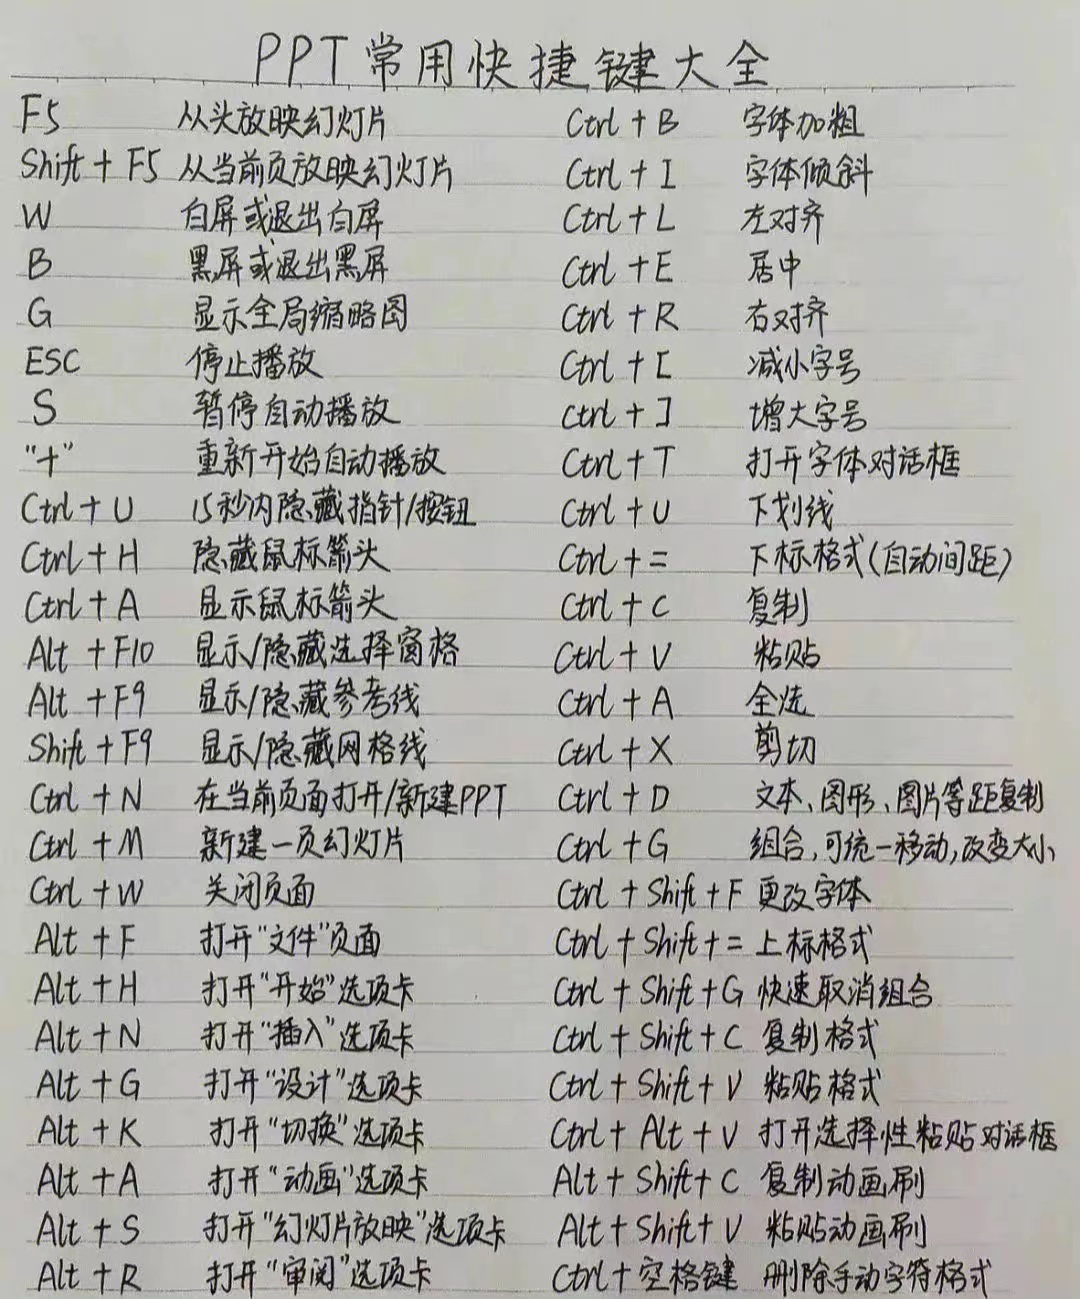 PPT常用快捷键大全
F5 从头放映幻灯片 Ctrl + B 字体加粗
Shift + F5 从当前页放映幻灯片 Ctrl + I 字体倾斜
W 白屏或退出白屏 Ctrl + L 左对齐
B 黑屏或退出黑屏 Ctrl + E 居中
G 显示全局缩略图 Ctrl + R 右对齐
ESC 停止播放 Ctrl + [ 减小字号
S 暂停自动播放 Ctrl + ] 增大字号
"+" 重新开始自动播放 Ctrl + T 打开字体对话框
Ctrl + U 15秒内隐藏指针/按钮 Ctrl + U 下划线
Ctrl + H 隐藏鼠标箭头 Ctrl + = 下标格式(自动间距)
Ctrl + A 显示鼠标箭头 Ctrl + C 复制
Alt + F10 显示/隐藏选择窗格 Ctrl + V 粘贴
Alt + F9 显示/隐藏参考线 Ctrl + A 全选
Shift + F9 显示/隐藏网格线 Ctrl + X 剪切
Ctrl + N 在当前页面打开/新建PPT Ctrl + D 文本、图形、图片等距复制
Ctrl + M 新建一页幻灯片 Ctrl + G 组合,可统一移动,改变大小
Ctrl + W 关闭页面 Ctrl + Shift + F 更改字体
Alt + F 打开"文件"页面 Ctrl + Shift + = 上标格式
Alt + H 打开"开始"选项卡 Ctrl + Shift + G 快速取消组合
Alt + N 打开"插入"选项卡 Ctrl + Shift + C 复制格式
Alt + G 打开"设计"选项卡 Ctrl + Shift + V 粘贴格式
Alt + K 打开"切换"选项卡 Ctrl + Alt + V 打开选择性粘贴对话框
Alt + A 打开"动画"选项卡 Alt + Shift + C 复制动画刷
Alt + S 打开"幻灯片放映"选项卡 Alt + Shift + V 粘贴动画刷
Alt + R 打开"审阅"选项卡 Ctrl + 空格键 删除手动字符格式